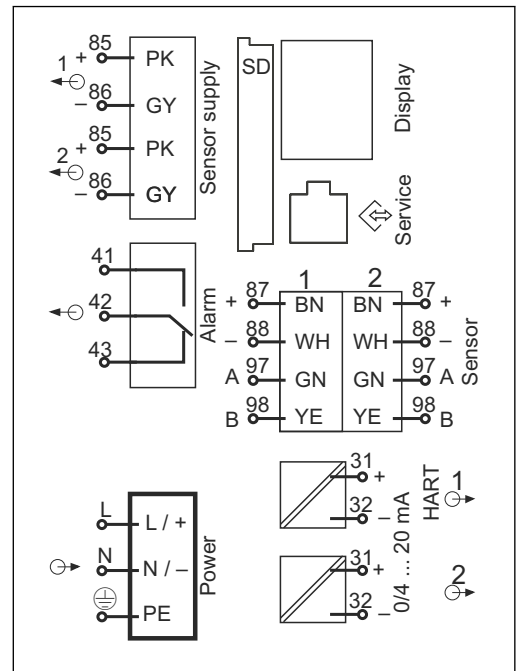 85
1 + PK
86
– GY
85
2 + PK
86
– GY
Sensor supply
SD
Display
Service
41
42
43
Alarm
1 2
87 87
+ BN BN +
88 88
– WH WH –
97 97
A GN GN A
98 98
B YE YE B
Sensor
L L / +
N N / –
PE
Power
31
+
32
–
31
+
32
–
0/4 ... 20 mA
HART
1
2